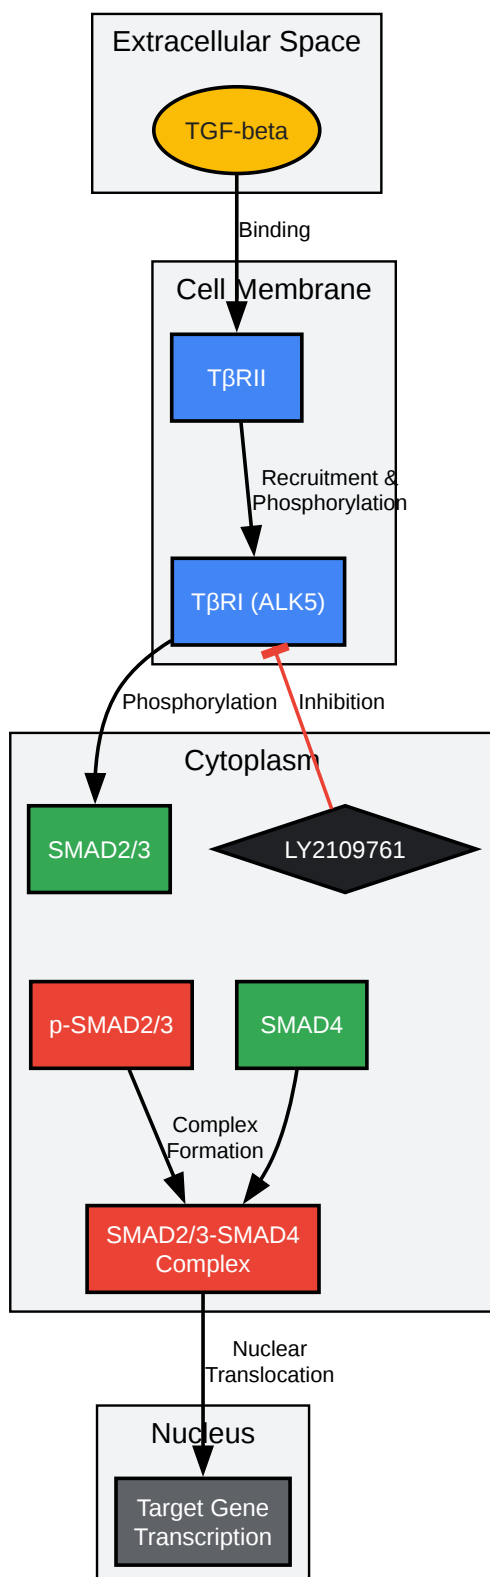 Extracellular Space
TGF-beta
Binding
Cell Membrane
TβRII
Recruitment &
Phosphorylation
TβRI (ALK5)
Phosphorylation
Inhibition
Cytoplasm
SMAD2/3
LY2109761
p-SMAD2/3
SMAD4
Complex
Formation
SMAD2/3-SMAD4
Complex
Nuclear
Translocation
Nucleus
Target Gene
Transcription